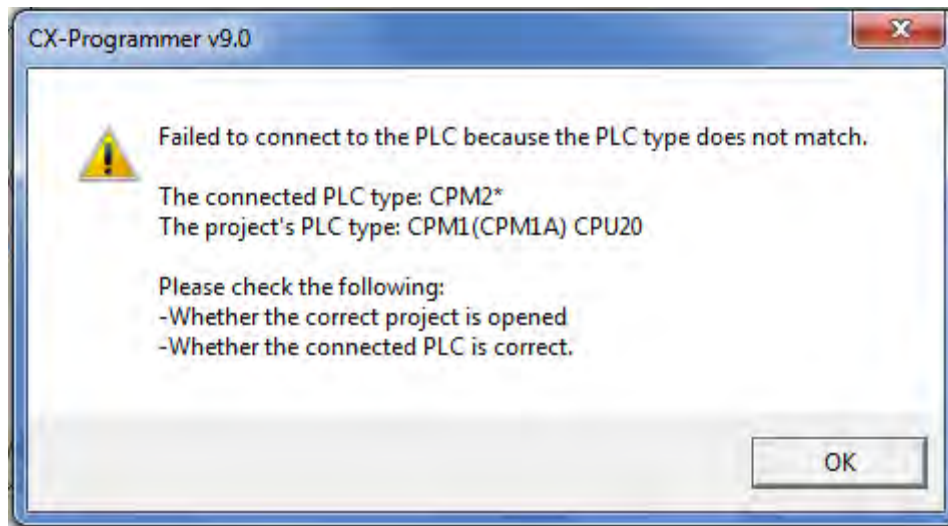 CX-Programmer v9.0
Failed to connect to the PLC because the PLC type does not match.
The connected PLC type: CPM2*
The project's PLC type: CPM1(CPM1A) CPU20
Please check the following:
-Whether the correct project is opened
-Whether the connected PLC is correct.
OK